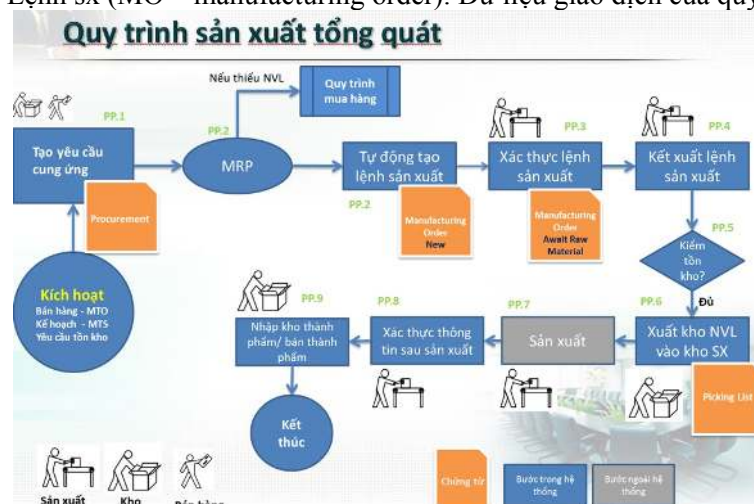 Lệnh sx (MO – manufacturing order). Dữ liệu giao dịch của quy
Quy trình sản xuất tổng quát
Nếu thiếu NVL
Quy trình
mua hàng
PP.1
PP.2
PP.3
PP.4
Tạo yêu cầu
cung ứng
MRP
Tự động tạo
lệnh sản xuất
Xác thực lệnh
sản xuất
Kết xuất lệnh
sản xuất
Procurement
PP.2
Manufacturing
Order
New
Manufacturing
Order
Await Raw
Material
PP.5
Kiểm
tồn
kho?
Kích hoạt
Bán hàng - MTO
Kế hoạch - MTS
Yêu cầu tồn kho
Đủ
PP.9
PP.8
PP.7
PP.6
Nhập kho thành
phẩm/ bán thành
phẩm
Xác thực thông
tin sau sản xuất
Sản xuất
Xuất kho NVL
vào kho SX
Picking List
Kết
thúc
Sản xuất
Kho
Bán hàng
Chứng từ
Bước trong hệ
thống
Bước ngoài hệ
thống